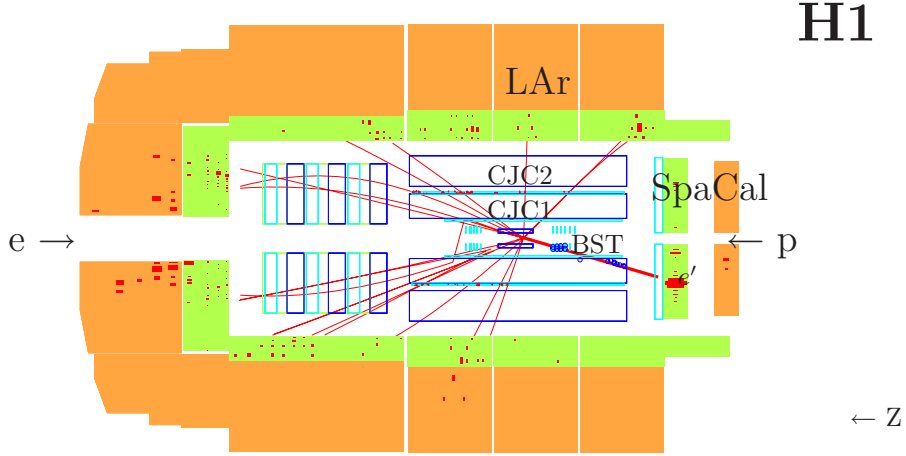 H1
LAr
CJC2
SpaCal
CJC1
e → ← p
BST
e′
← z